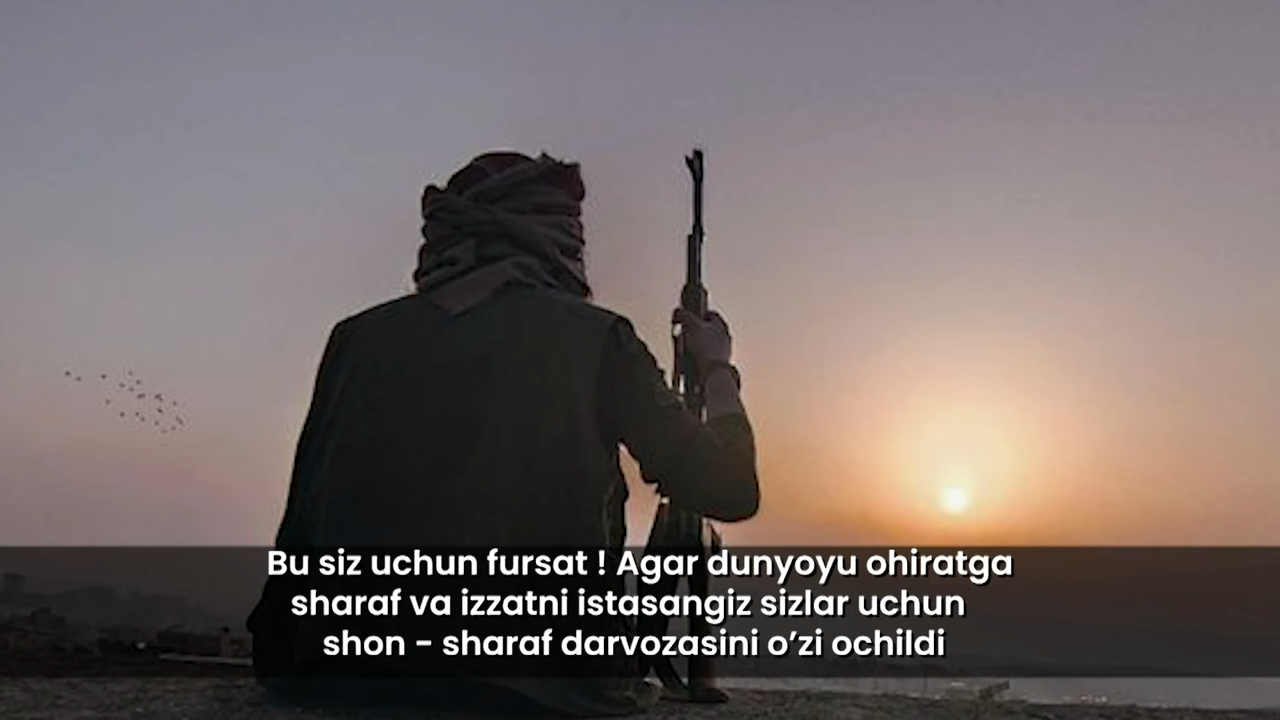 Bu siz uchun fursat ! Agar dunyoyu ohiratga
sharaf va izzatni istasangiz sizlar uchun
shon - sharaf darvozasini o’zi ochildi